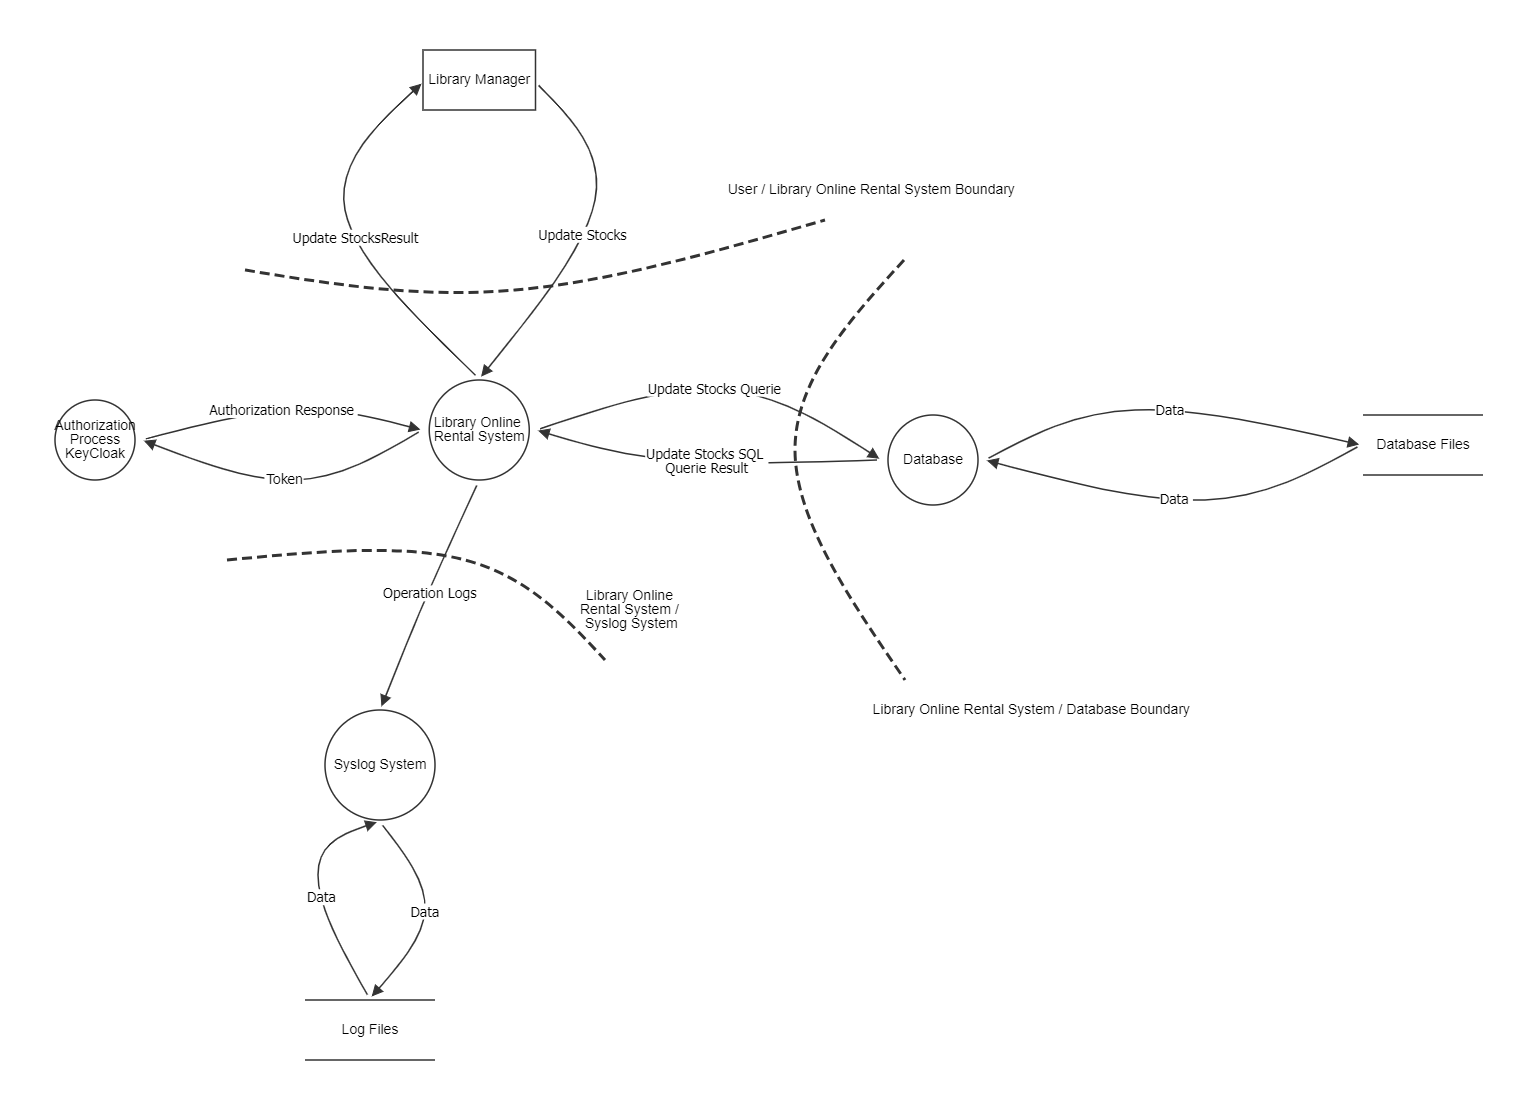 Library Manager
User / Library Online Rental System Boundary
Update StocksResult
Update Stocks
Update Stocks Querie
Authorization Response
Data
Authorization
Process
KeyCloak
Library Online
Rental System
Database Files
Update Stocks SQL
Querie Result
Database
Token
Data
Operation Logs
Library Online
Rental System /
Syslog System
Library Online Rental System / Database Boundary
Syslog System
Data
Data
Log Files